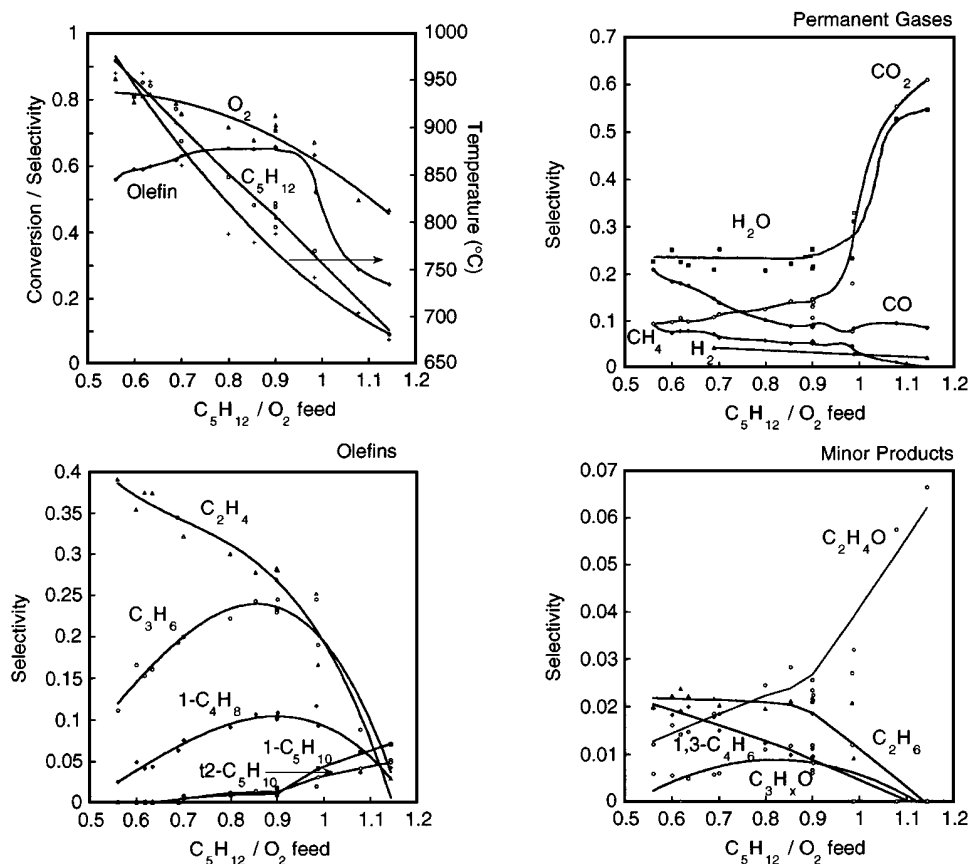 1
0.8
0.6
0.4
0.2
0
1000
950
900
850
800
750
700
650
Conversion / Selectivity
Temperature (°C)
O₂
Olefin
C₅H₁₂
0.5 0.6 0.7 0.8 0.9 1 1.1 1.2
C₅H₁₂ / O₂ feed
Permanent Gases
0.7
0.6
0.5
0.4
0.3
0.2
0.1
0
Selectivity
CO₂
H₂O
CO
CH₄
H₂
0.5 0.6 0.7 0.8 0.9 1 1.1 1.2
C₅H₁₂ / O₂ feed
Olefins
0.4
0.35
0.3
0.25
0.2
0.15
0.1
0.05
0
Selectivity
C₂H₄
C₃H₆
1-C₄H₈
1-C₅H₁₀
t2-C₅H₁₀
0.5 0.6 0.7 0.8 0.9 1 1.1 1.2
C₅H₁₂ / O₂ feed
Minor Products
0.07
0.06
0.05
0.04
0.03
0.02
0.01
0
Selectivity
C₂H₄O
1,3-C₄H₆
C₂H₆
C₃HₓO
0.5 0.6 0.7 0.8 0.9 1 1.1 1.2
C₅H₁₂ / O₂ feed